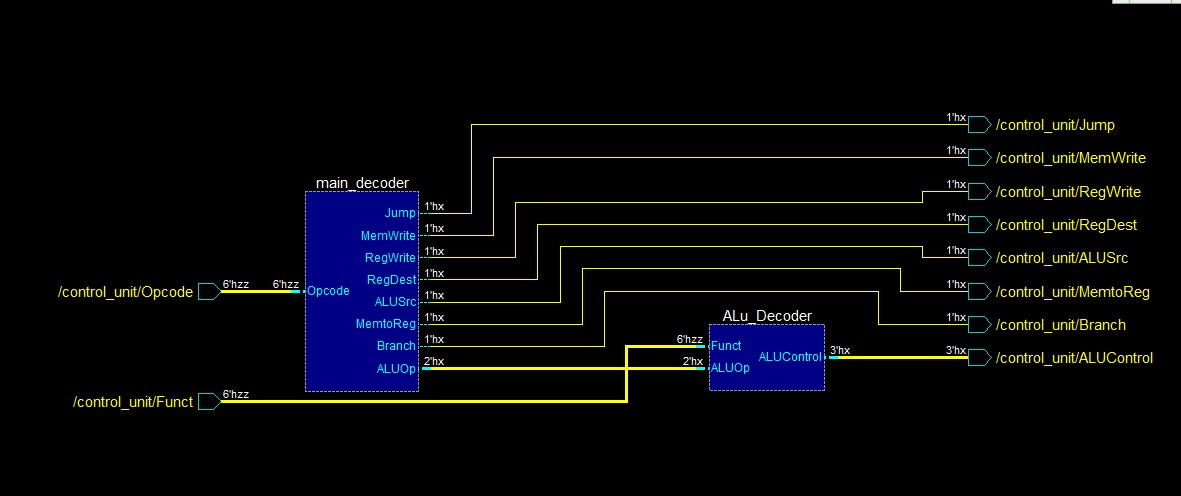 1'hx /control_unit/Jump
1'hx /control_unit/MemWrite
main_decoder
1'hx /control_unit/RegWrite
Jump 1'hx
1'hx /control_unit/RegDest
MemWrite 1'hx
RegWrite 1'hx
1'hx /control_unit/ALUSrc
RegDest 1'hx
/control_unit/Opcode 6'hzz 6'hzz Opcode
1'hx /control_unit/MemtoReg
ALUSrc 1'hx
MemtoReg 1'hx
ALu_Decoder
1'hx /control_unit/Branch
Branch 1'hx
6'hzz Funct
ALUControl 3'hx 3'hx /control_unit/ALUControl
ALUOp 2'hx 2'hx ALUOp
/control_unit/Funct 6'hzz